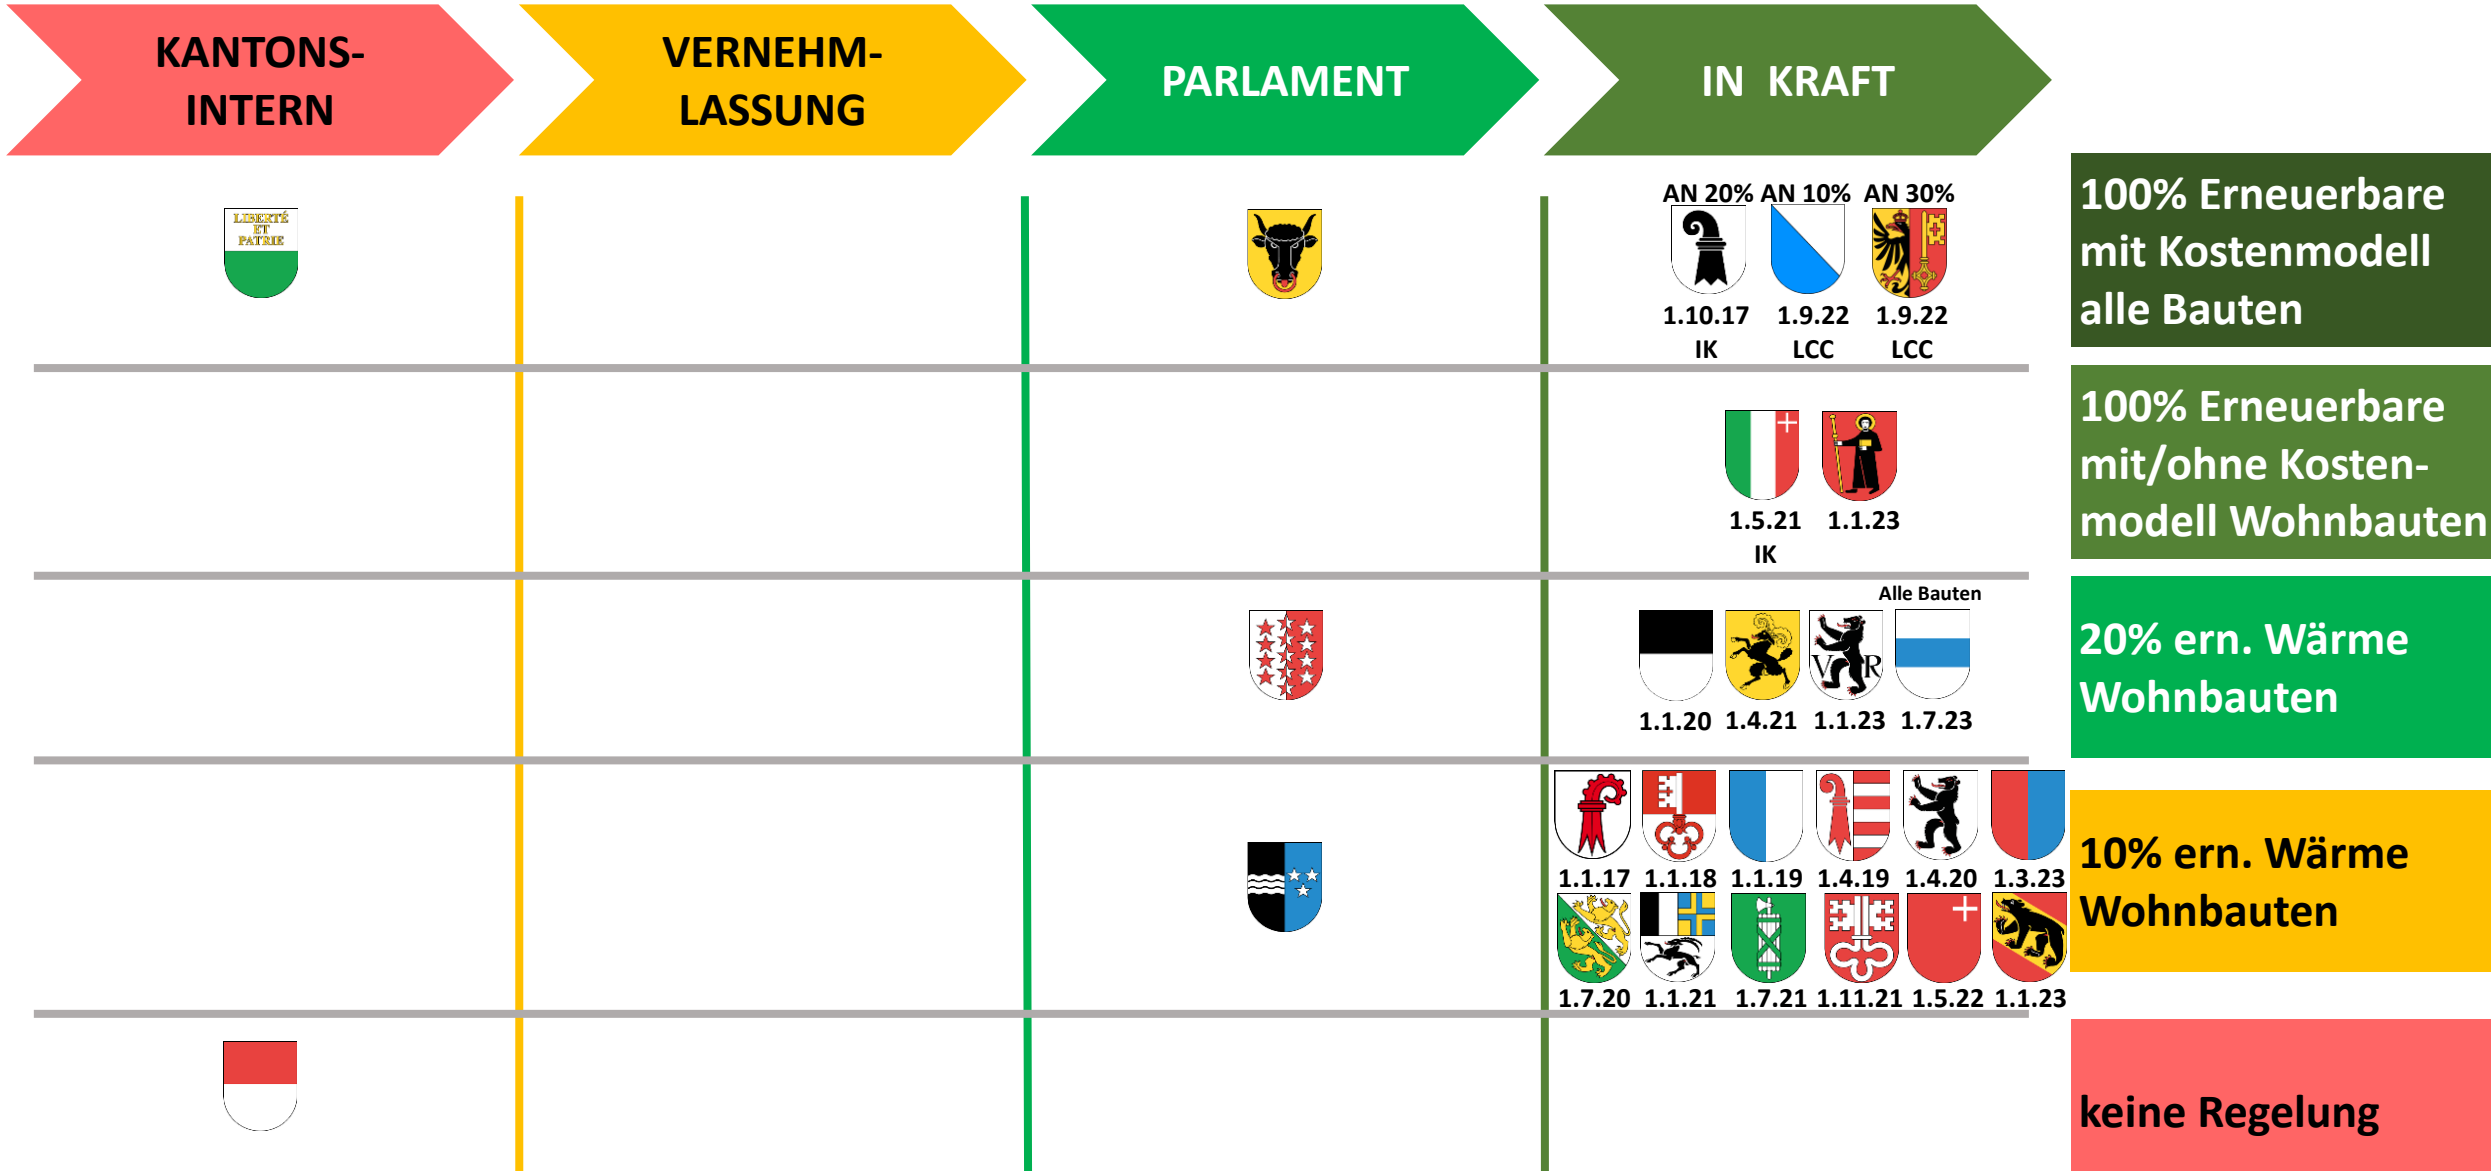 KANTONS-
INTERN
VERNEHM-
LASSUNG
PARLAMENT
IN KRAFT
LIBERTÉ
ET
PATRIE
AN 20% AN 10% AN 30%
1.10.17 1.9.22 1.9.22
IK LCC LCC
100% Erneuerbare
mit Kostenmodell
alle Bauten
1.5.21 1.1.23
IK
100% Erneuerbare
mit/ohne Kosten-
modell Wohnbauten
Alle Bauten
V R
1.1.20 1.4.21 1.1.23 1.7.23
20% ern. Wärme
Wohnbauten
1.1.17 1.1.18 1.1.19 1.4.19 1.4.20 1.3.23
1.7.20 1.1.21 1.7.21 1.11.21 1.5.22 1.1.23
10% ern. Wärme
Wohnbauten
keine Regelung